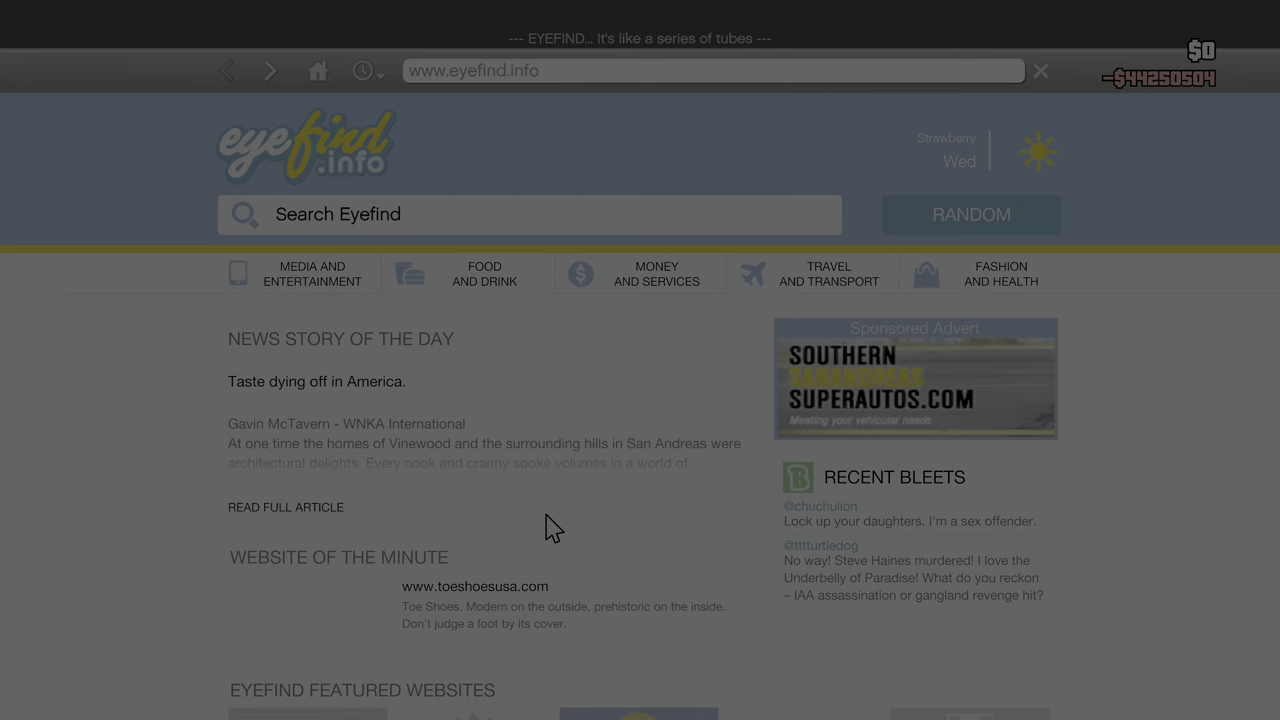 --- EYEFIND... It's like a series of tubes ---
$0
www.eyefind.info
-$44250504
eyefind
.info
Strawberry
Wed
Search Eyefind
RANDOM
MEDIA AND
ENTERTAINMENT
FOOD
AND DRINK
MONEY
AND SERVICES
TRAVEL
AND TRANSPORT
FASHION
AND HEALTH
NEWS STORY OF THE DAY
Taste dying off in America.
Gavin McTavern - WNKA International
At one time the homes of Vinewood and the surrounding hills in San Andreas were
architectural delights. Every nook and cranny spoke volumes in a world of
READ FULL ARTICLE
WEBSITE OF THE MINUTE
www.toeshoesusa.com
Toe Shoes. Modern on the outside, prehistoric on the inside.
Don't judge a foot by its cover.
EYEFIND FEATURED WEBSITES
Sponsored Advert
SOUTHERN
SANANDREAS
SUPERAUTOS.COM
Meeting your vehicular needs
B
RECENT BLEETS
@chuchulion
Lock up your daughters. I'm a sex offender.
@tttturtledog
No way! Steve Haines murdered! I love the
Underbelly of Paradise! What do you reckon
– IAA assassination or gangland revenge hit?